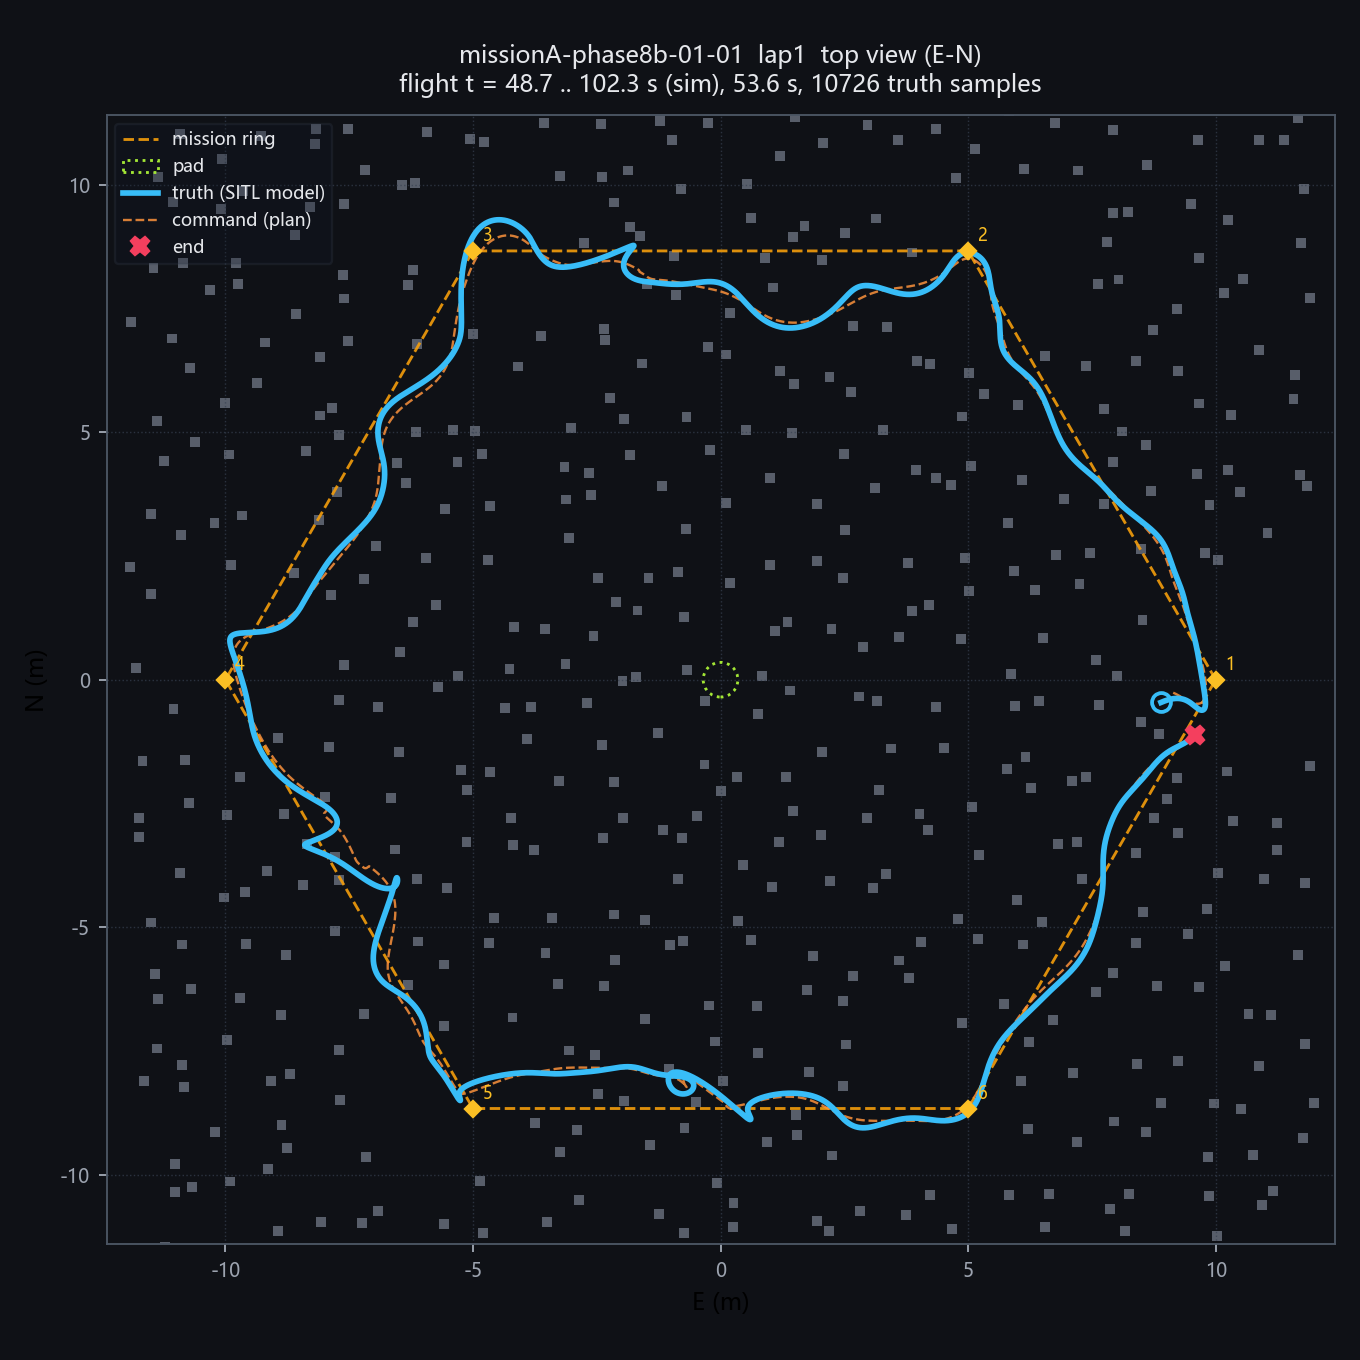 missionA-phase8b-01-01 lap1 top view (E-N)
flight t = 48.7 .. 102.3 s (sim), 53.6 s, 10726 truth samples
mission ring
pad
truth (SITL model)
command (plan)
end
3
2
4
1
5
6
10
5
0
-5
-10
N (m)
-10
-5
0
5
10
E (m)